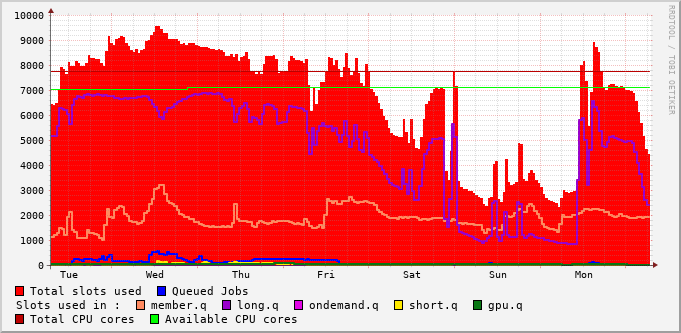 10000
9000
8000
7000
6000
5000
4000
3000
2000
1000
0
Tue Wed Thu Fri Sat Sun Mon
RRDTOOL / TOBI OETIKER
Total slots used Queued Jobs
Slots used in : member.q long.q ondemand.q short.q gpu.q
Total CPU cores Available CPU cores